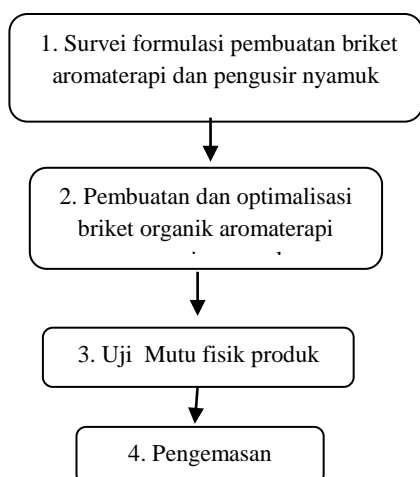 1. Survei formulasi pembuatan briket
aromaterapi dan pengusir nyamuk
2. Pembuatan dan optimalisasi
briket organik aromaterapi
3. Uji Mutu fisik produk
4. Pengemasan